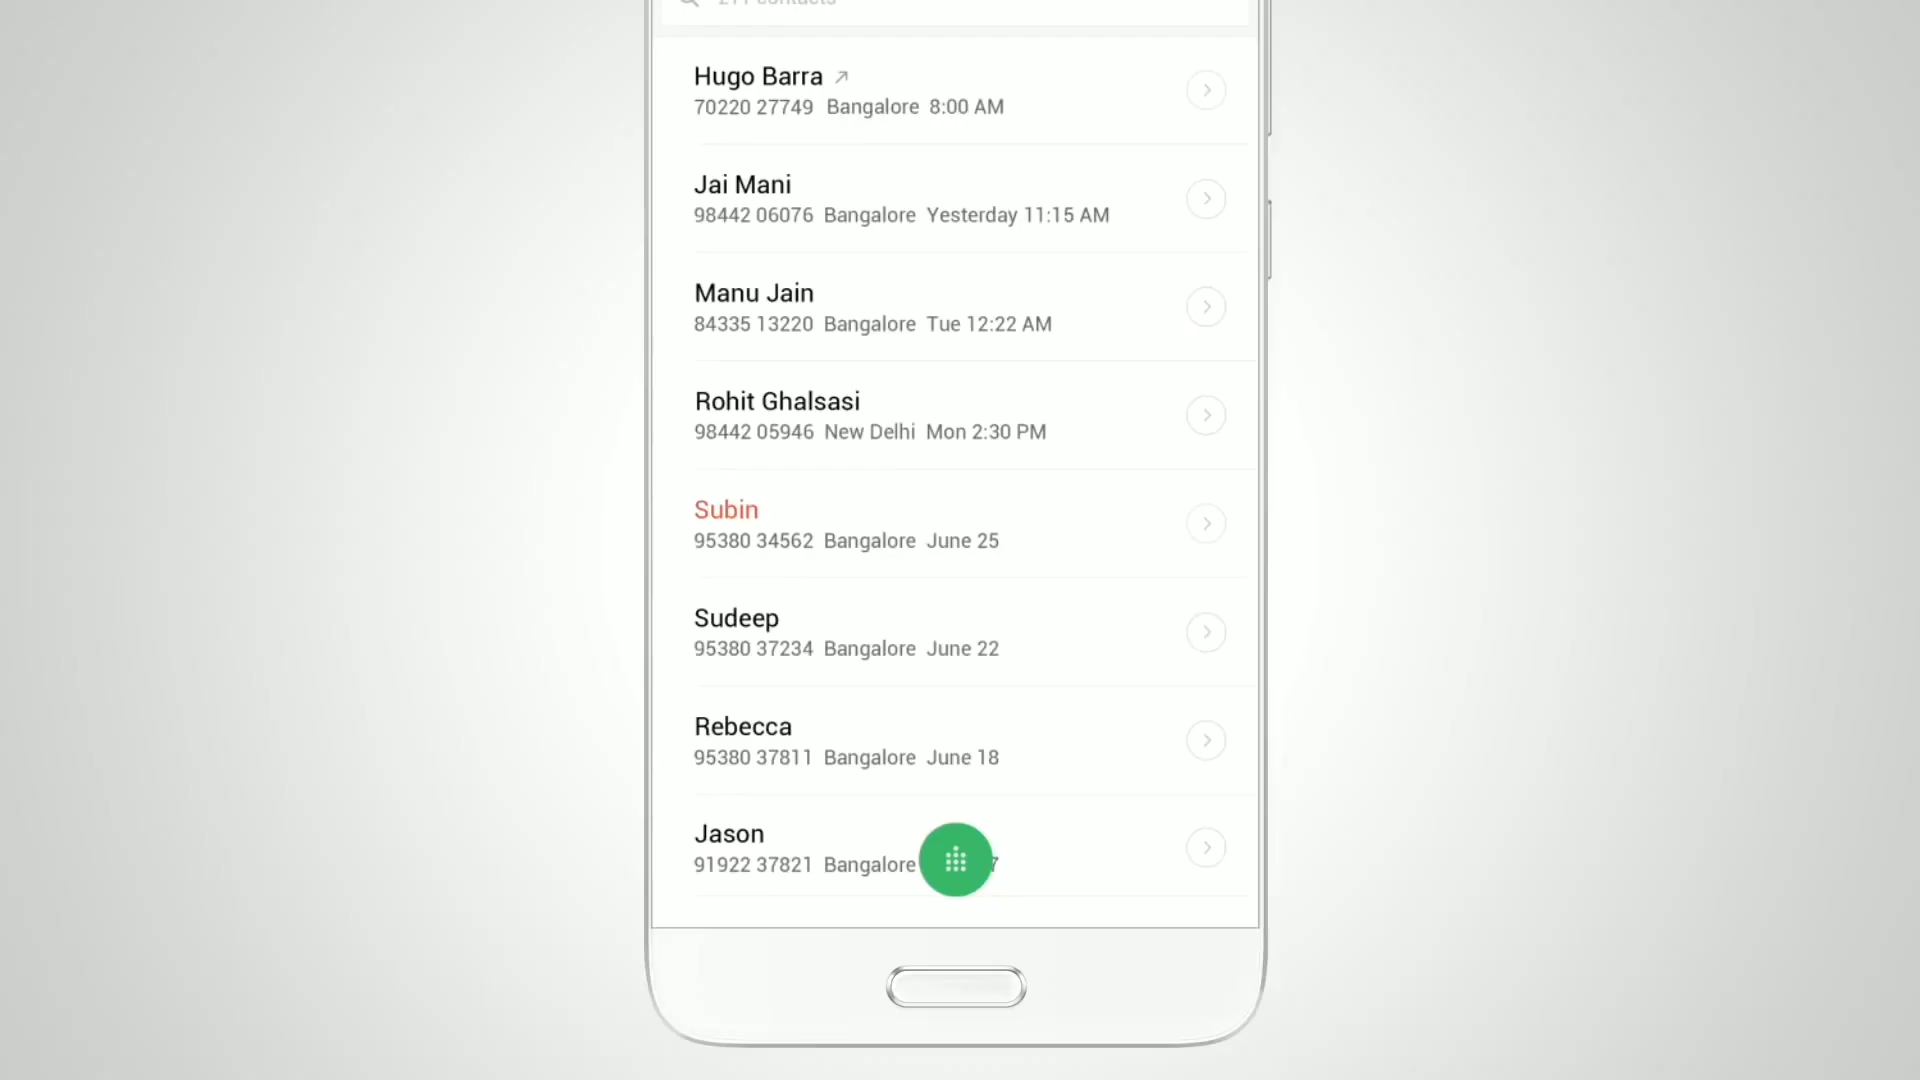 211 contacts
Hugo Barra
70220 27749 Bangalore 8:00 AM
Jai Mani
98442 06076 Bangalore Yesterday 11:15 AM
Manu Jain
84335 13220 Bangalore Tue 12:22 AM
Rohit Ghalsasi
98442 05946 New Delhi Mon 2:30 PM
Subin
95380 34562 Bangalore June 25
Sudeep
95380 37234 Bangalore June 22
Rebecca
95380 37811 Bangalore June 18
Jason
91922 37821 Bangalore